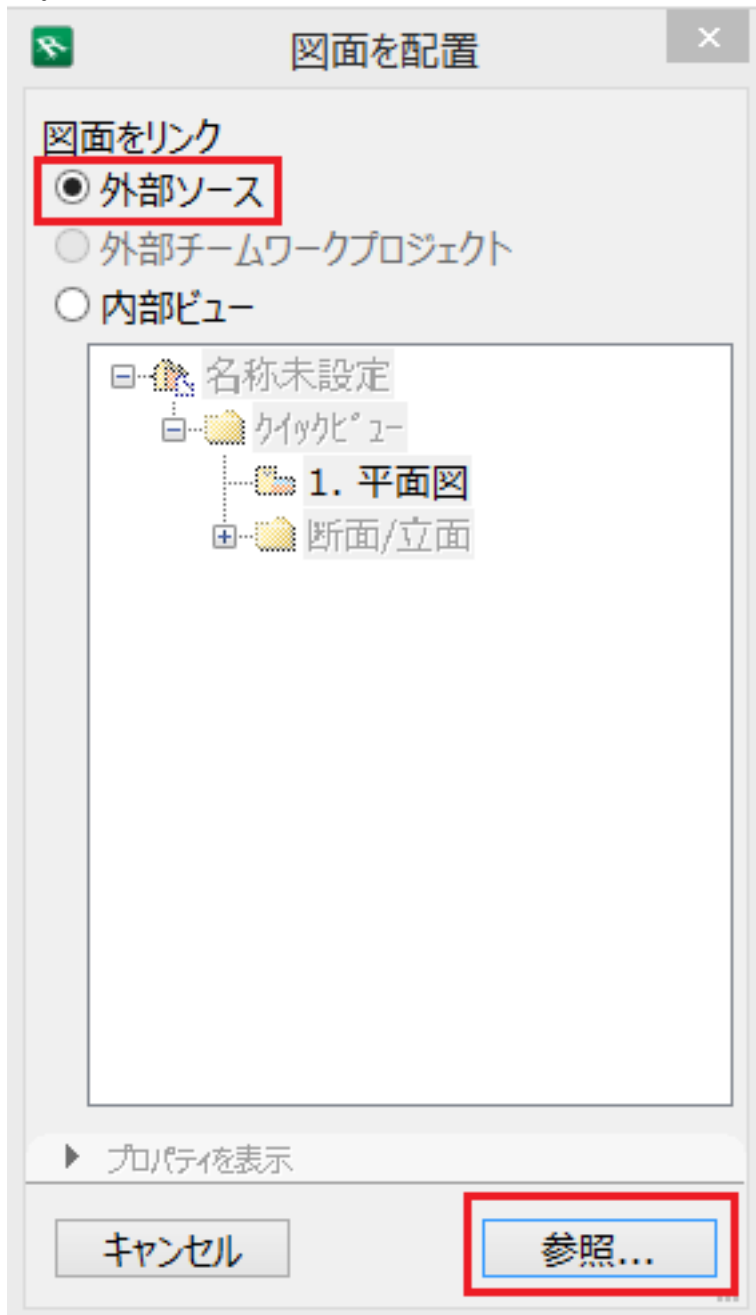 図面を配置
図面をリンク
外部ソース
外部チームワークプロジェクト
内部ビュー
名称未設定
クイックビュー
1. 平面図
断面/立面
プロパティを表示
キャンセル
参照...